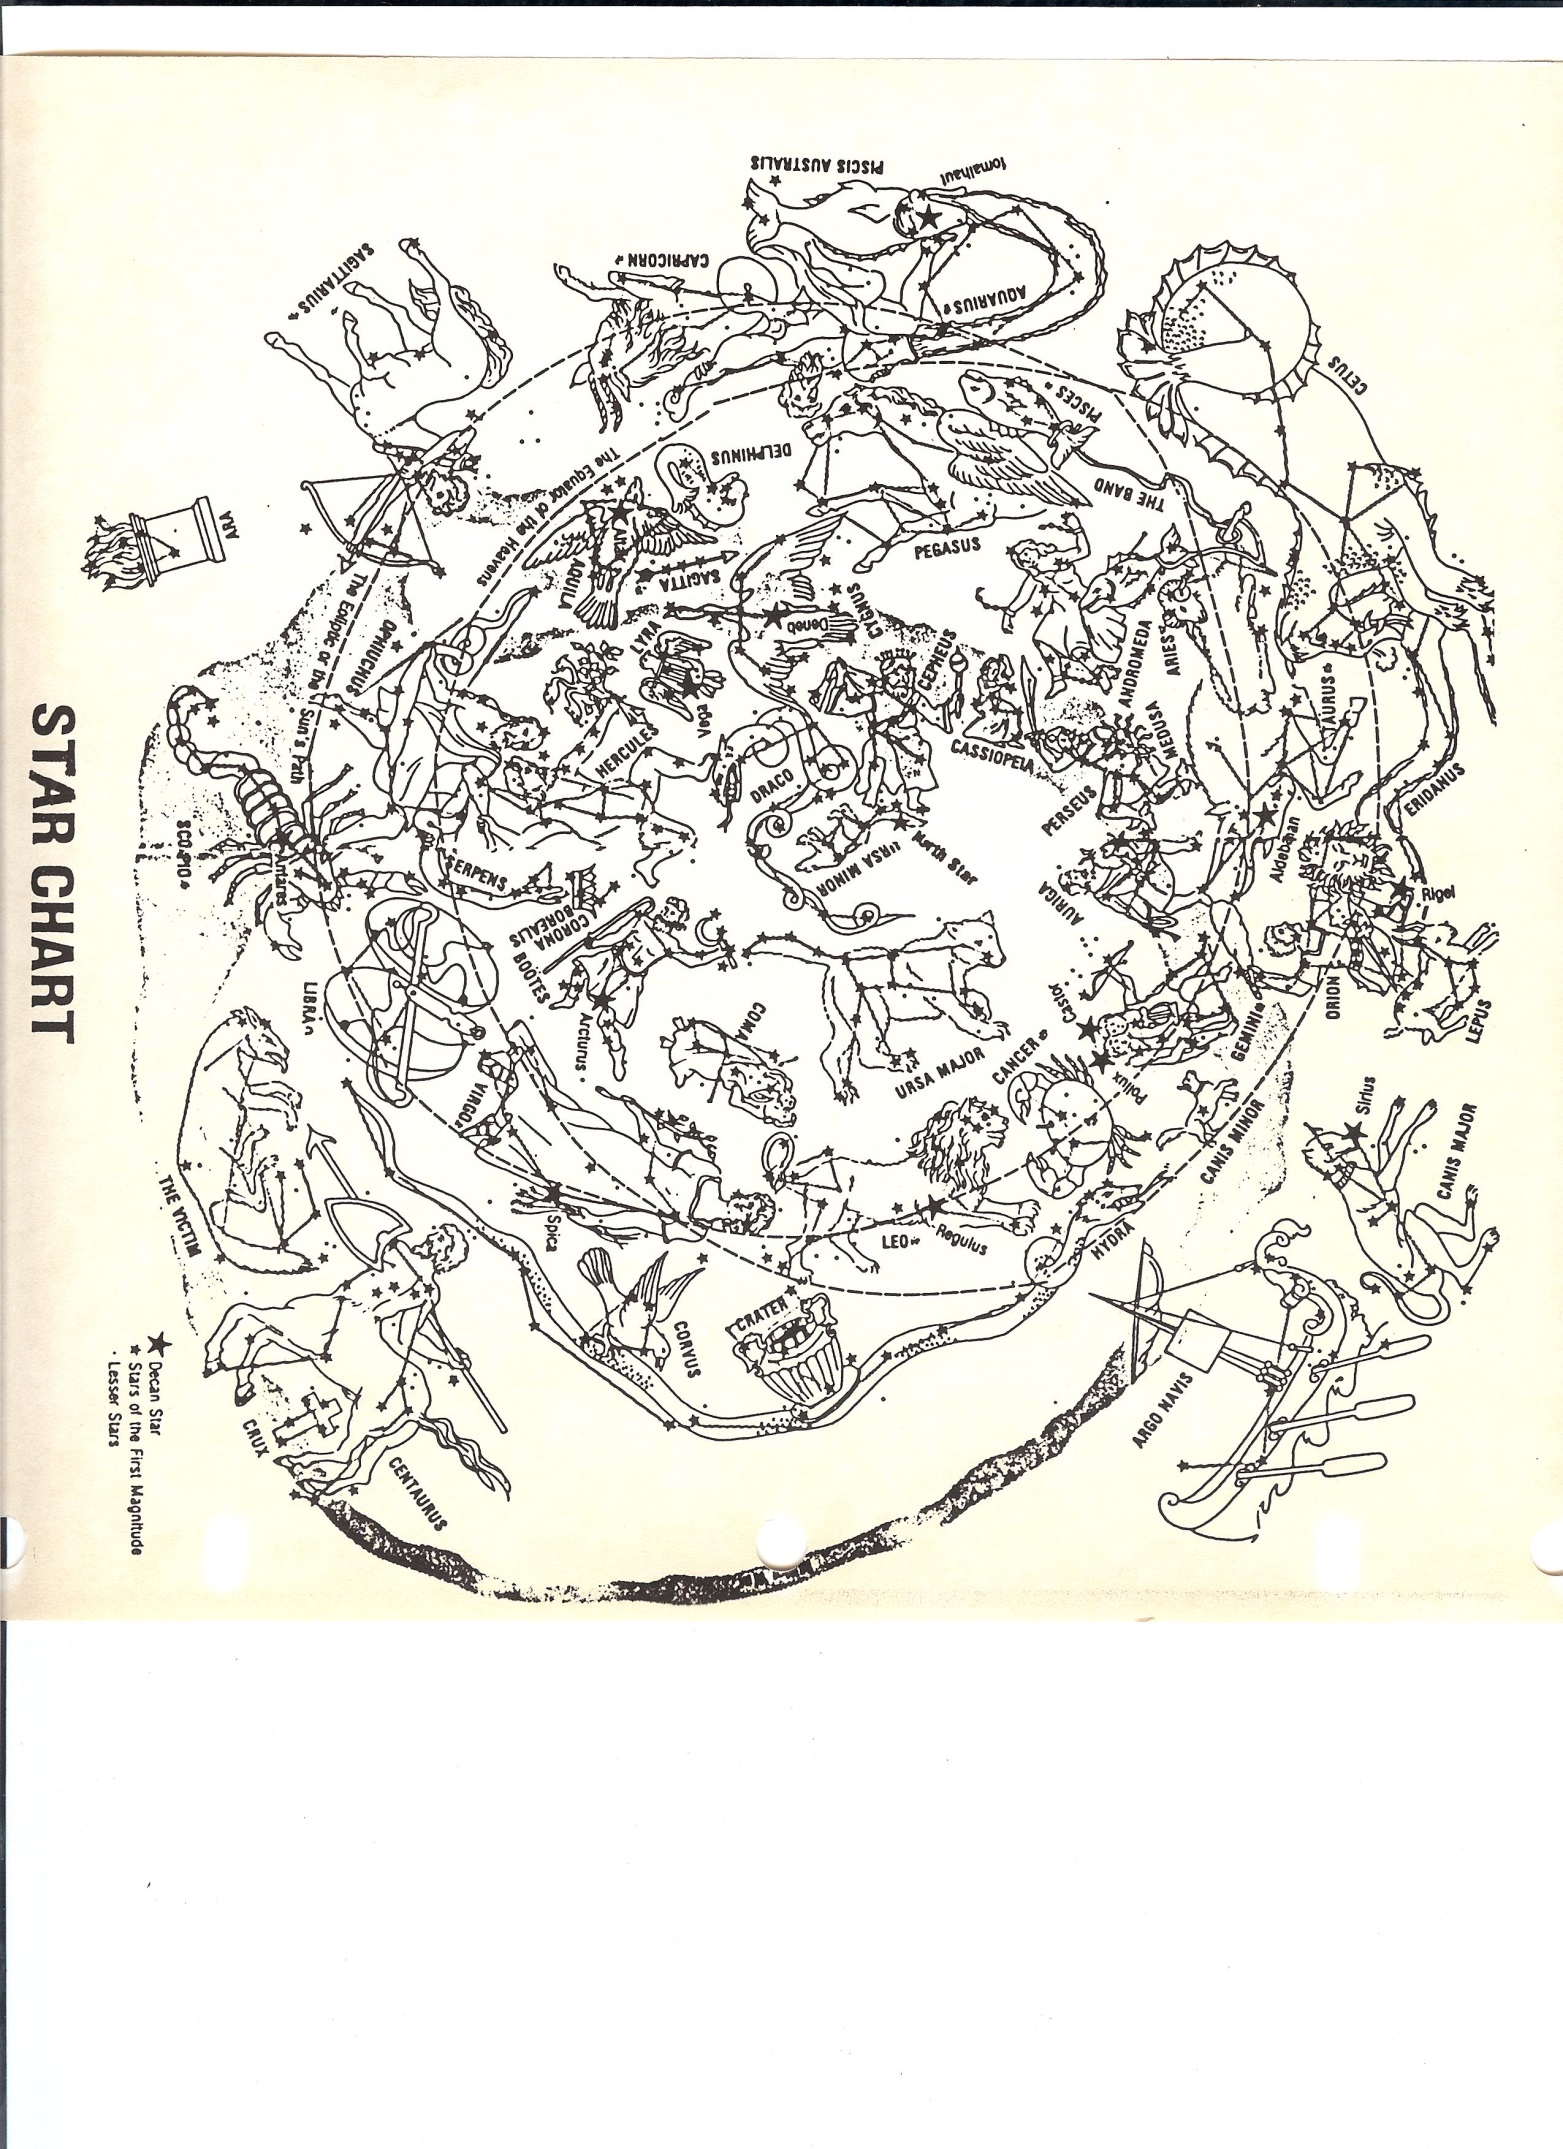 STAR CHART
PISCIS AUSTRALIS
fomalhaut
SAGITTARIUS
CAPRICORN
AQUARIUS
CETUS
PISCES
THE BAND
DELPHINUS
The Equator of the Heavens
ARA
PEGASUS
SAGITTA
AQUILA
Altair
CYGNUS
Deneb
LYRA
Vega
CEPHEUS
ANDROMEDA
ARIES
TAURUS
MEDUSA
CASSIOPEIA
PERSEUS
ERIDANUS
OPHIUCHUS
The Ecliptic or the Sun's Path
HERCULES
DRACO
URSA MINOR
North Star
Aldebaran
AURIGA
Rigel
SCORPIO
Antares
SERPENS
CORONA
BOREALIS
BOÖTES
Arcturus
LIBRA
COMA
URSA MAJOR
CANCER
Castor
Pollux
GEMINI
ORION
LEPUS
Sirius
CANIS MAJOR
CANIS MINOR
VIRGO
Spica
LEO
Regulus
HYDRA
THE VICTIM
CORVUS
CRATER
ARGO NAVIS
CRUX
CENTAURUS
Decan Star
Stars of the First Magnitude
Lesser Stars